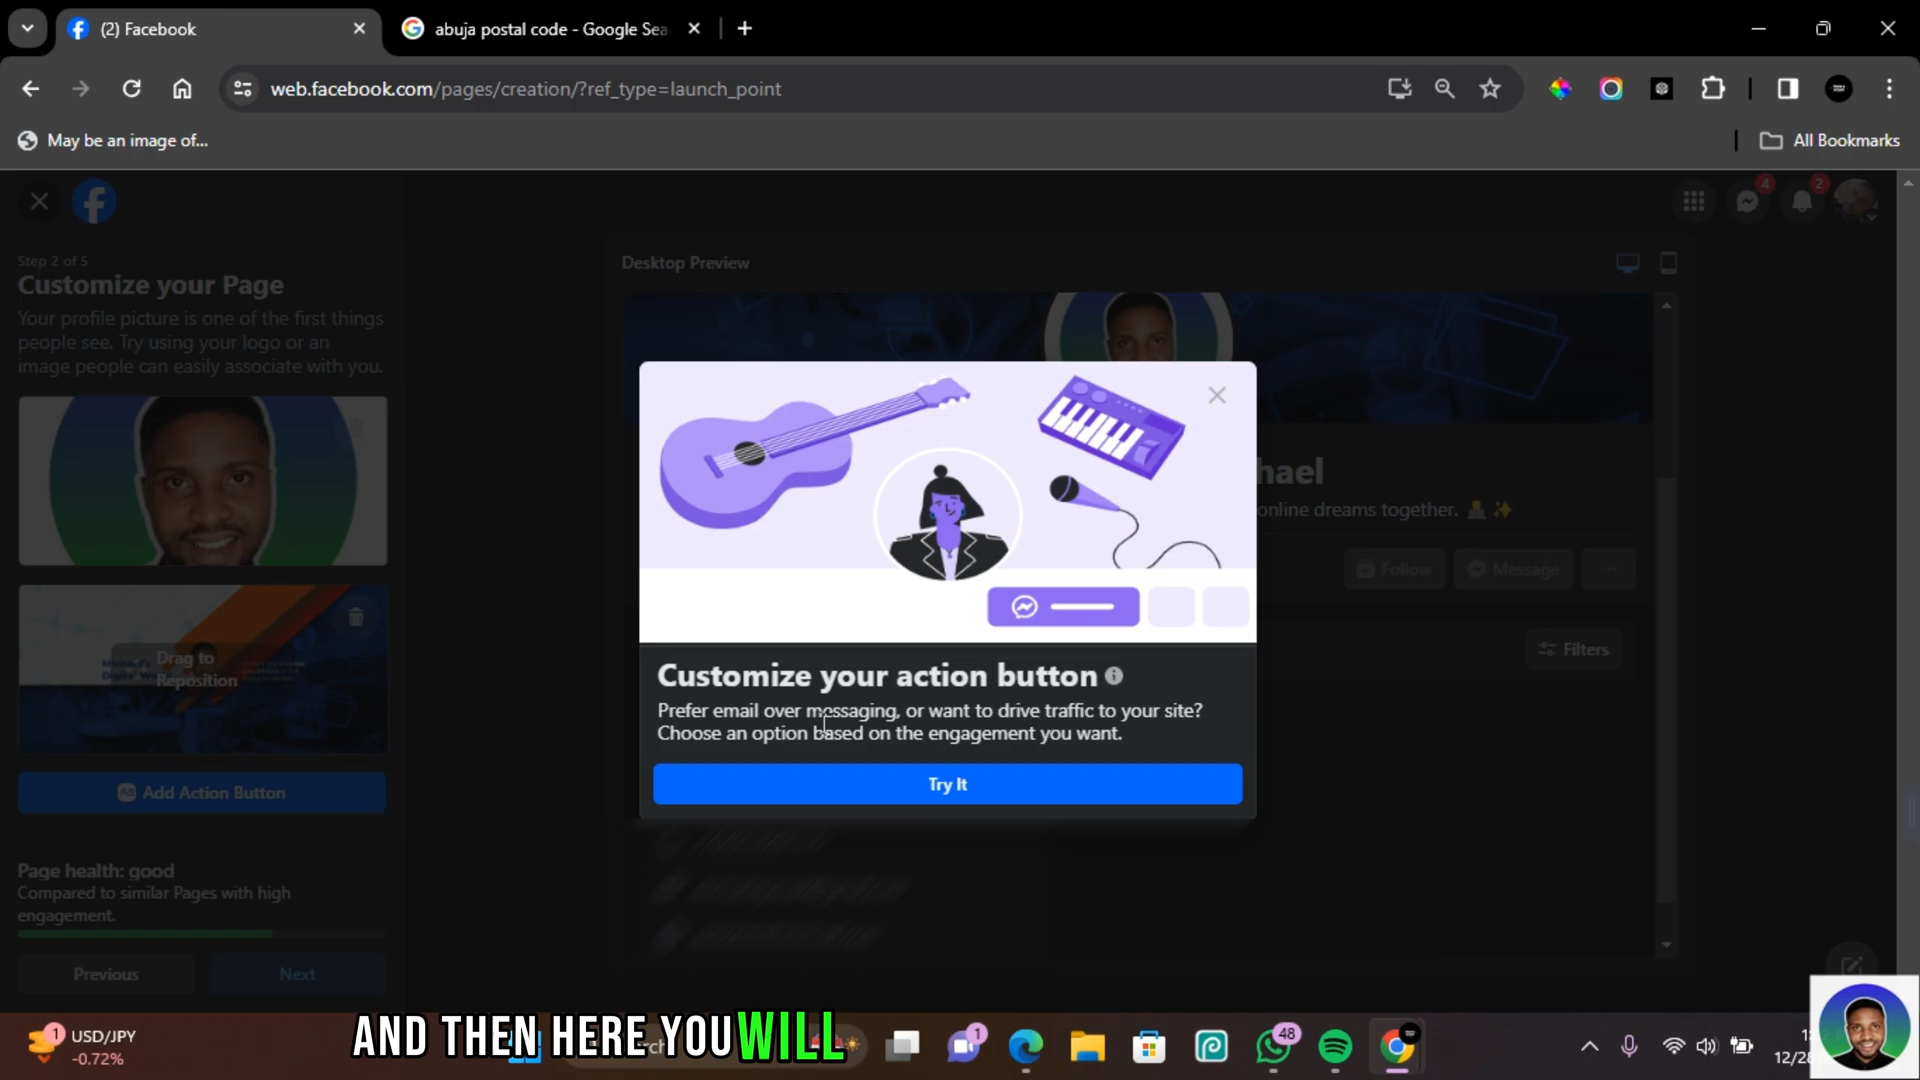 (2) Facebook
abuja postal code - Google Sea
web.facebook.com/pages/creation/?ref_type=launch_point
May be an image of...
All Bookmarks
4
2
Step 2 of 5
Customize your Page
Your profile picture is one of the first things
people see. Try using your logo or an
image people can easily associate with you.
Drag to
Reposition
Add Action Button
Page health: good
Compared to similar Pages with high
engagement.
Previous
Next
Desktop Preview
hael
online dreams together.
Follow
Message
Filters
Customize your action button
Prefer email over messaging, or want to drive traffic to your site?
Choose an option based on the engagement you want.
Try It
AND THEN HERE YOU WILL
1
USD/JPY
-0.72%
1
48